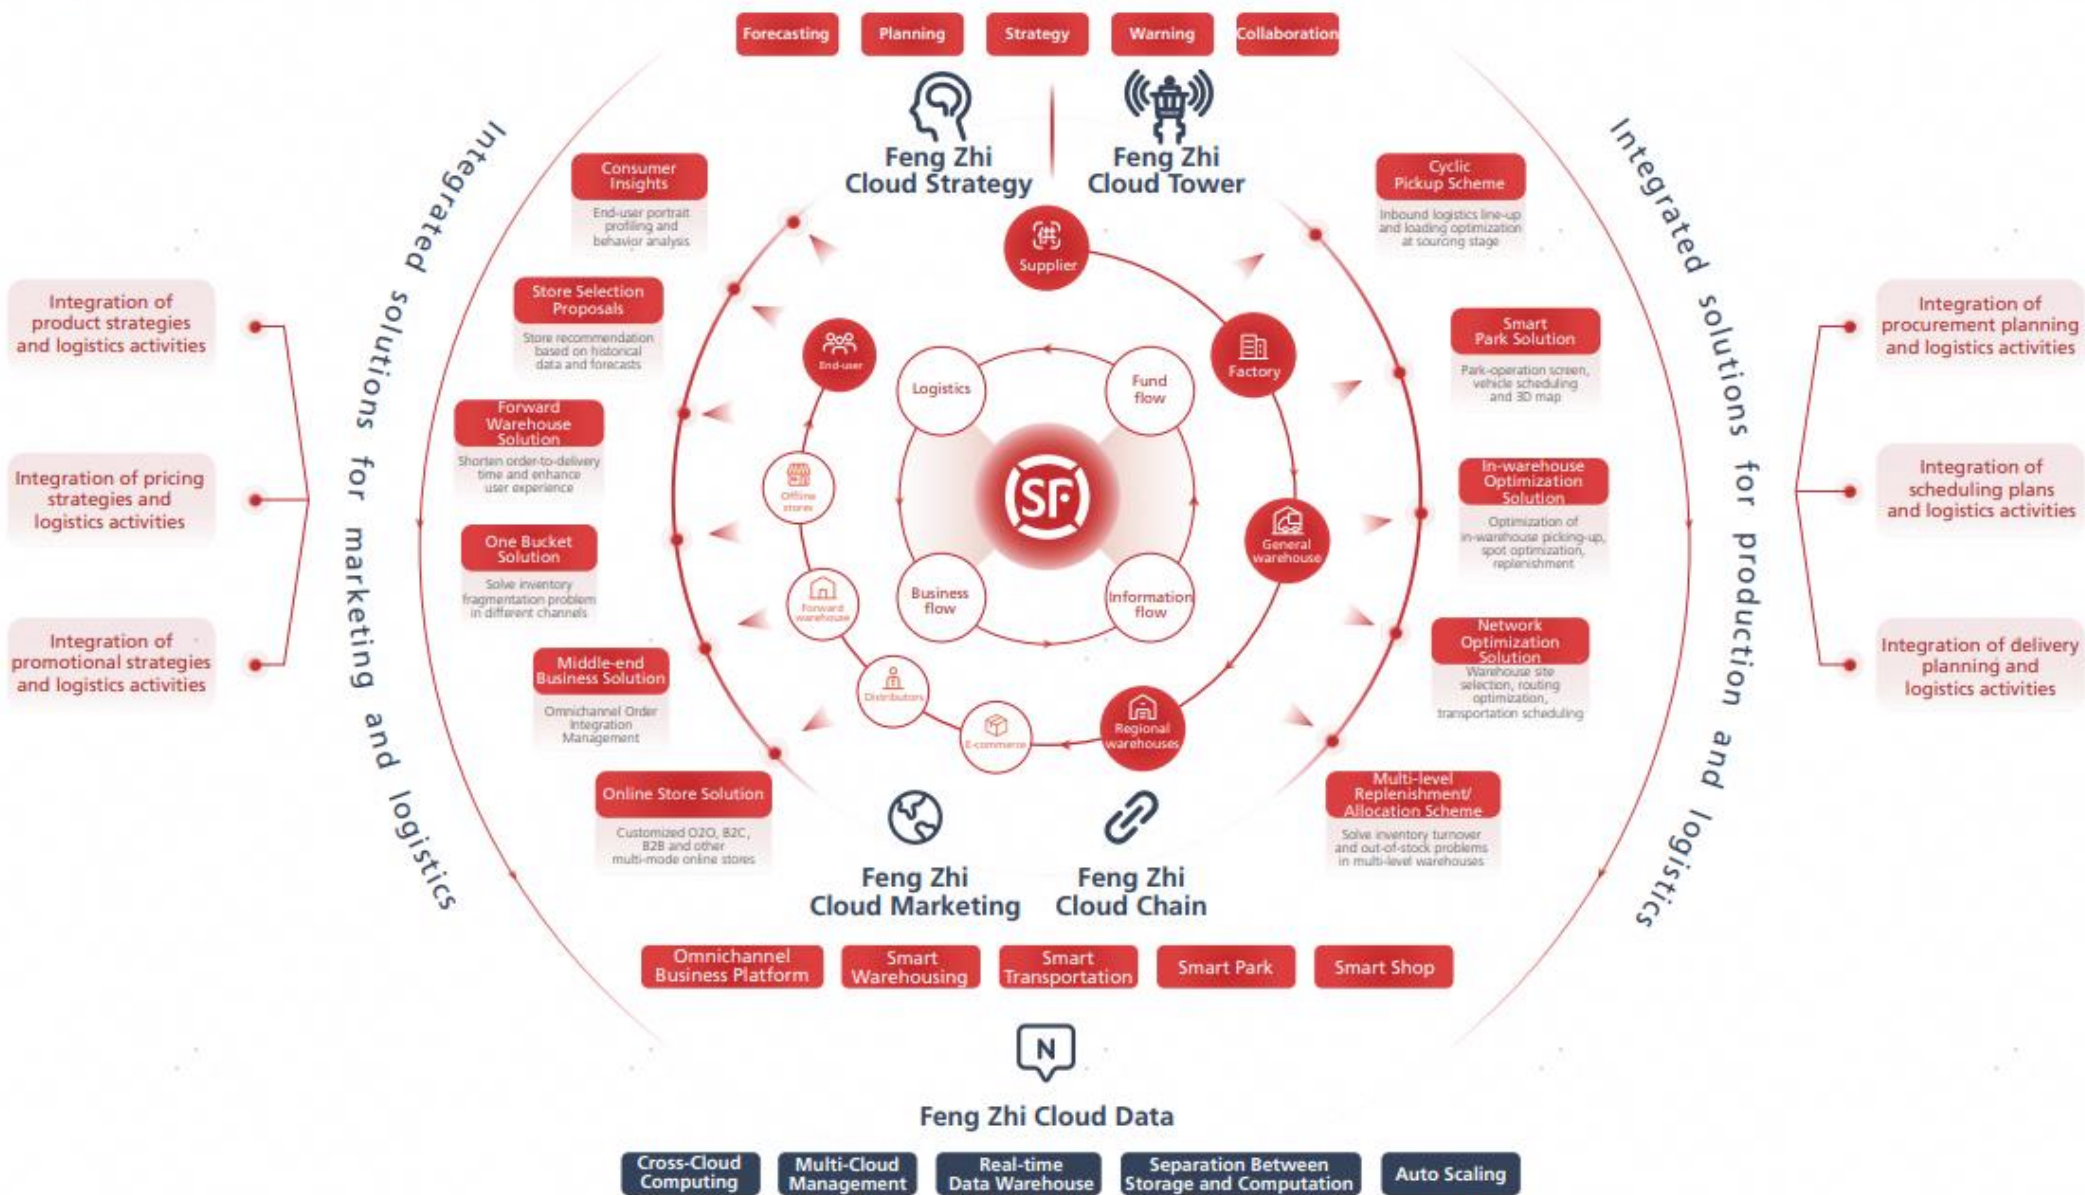 Forecasting
Planning
Strategy
Warning
Collaboration
Feng Zhi
Cloud Strategy
Feng Zhi
Cloud Tower
Integrated solutions for marketing and logistics
Integrated solutions for production and logistics
Integration of
product strategies
and logistics activities
Integration of pricing
strategies and
logistics activities
Integration of
promotional strategies
and logistics activities
Consumer
Insights
End-user portrait
profiling and
behavior analysis
Store Selection
Proposals
Store recommendation
based on historical
data and forecasts
Forward
Warehouse
Solution
Shorten order-to-delivery
time and enhance
user experience
One Bucket
Solution
Solve inventory
fragmentation problem
in different channels
Middle-end
Business Solution
Omnichannel Order
Integration
Management
Online Store Solution
Customized O2O, B2C,
B2B and other
multi-mode online stores
Supplier
Factory
General
warehouse
Regional
warehouses
E-commerce
Distributors
Forward
warehouse
Offline
stores
End-user
Logistics
Fund
flow
SF
Business
flow
Information
flow
Cyclic
Pickup Scheme
Inbound logistics line-up
and loading optimization
at sourcing stage
Smart
Park Solution
Park-operation screen,
vehicle scheduling
and 3D map
In-warehouse
Optimization
Solution
Optimization of
in-warehouse picking-up,
spot optimization,
replenishment
Network
Optimization
Solution
Warehouse site
selection, routing
optimization,
transportation scheduling
Multi-level
Replenishment/
Allocation Scheme
Solve inventory turnover
and out-of-stock problems
in multi-level warehouses
Integration of
procurement planning
and logistics activities
Integration of
scheduling plans
and logistics activities
Integration of delivery
planning and
logistics activities
Feng Zhi
Cloud Marketing
Feng Zhi
Cloud Chain
Omnichannel
Business Platform
Smart
Warehousing
Smart
Transportation
Smart Park
Smart Shop
N
Feng Zhi Cloud Data
Cross-Cloud
Computing
Multi-Cloud
Management
Real-time
Data Warehouse
Separation Between
Storage and Computation
Auto Scaling